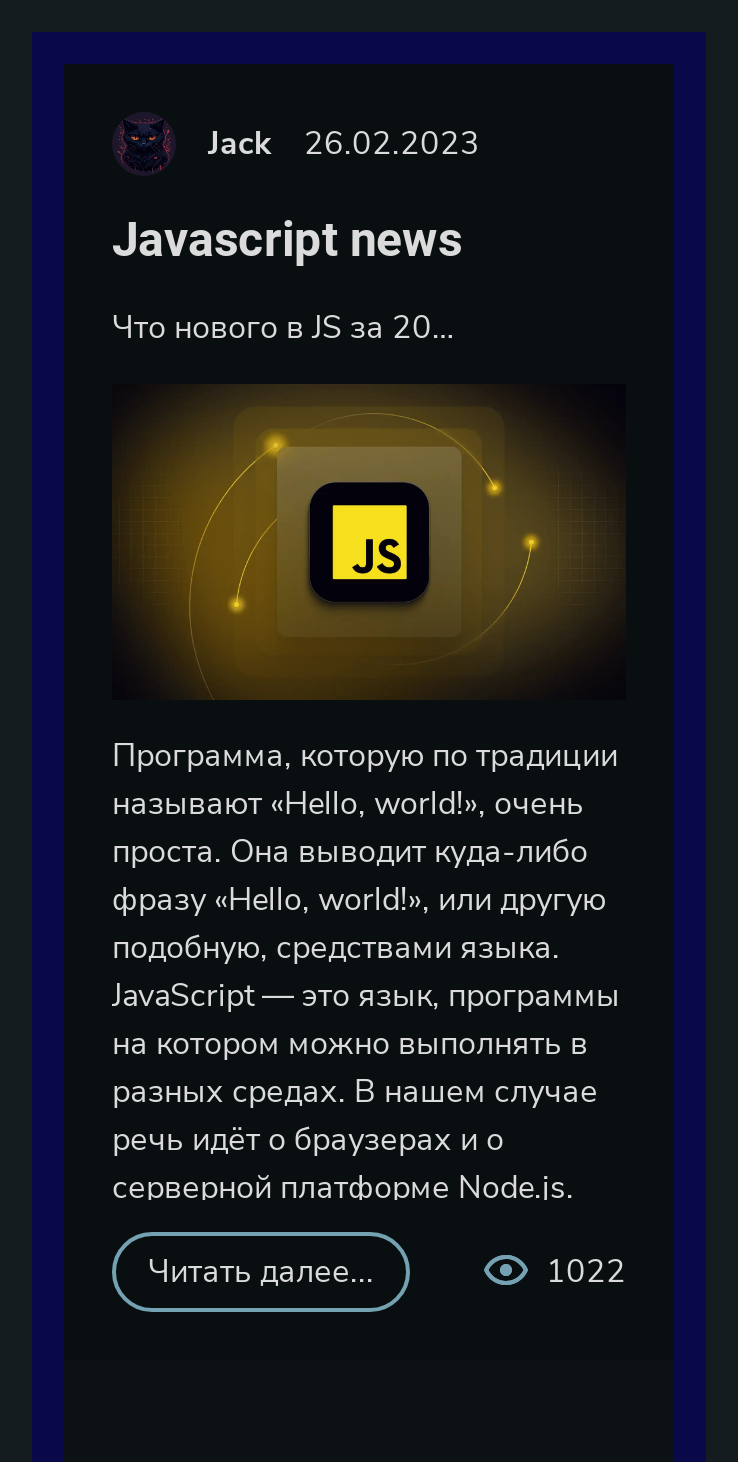 Jack 26.02.2023
Javascript news
Что нового в JS за 20...
JS
Программа, которую по традиции
называют «Hello, world!», очень
проста. Она выводит куда-либо
фразу «Hello, world!», или другую
подобную, средствами языка.
JavaScript — это язык, программы
на котором можно выполнять в
разных средах. В нашем случае
речь идёт о браузерах и о
серверной платформе Node.js.
Читать далее... 1022